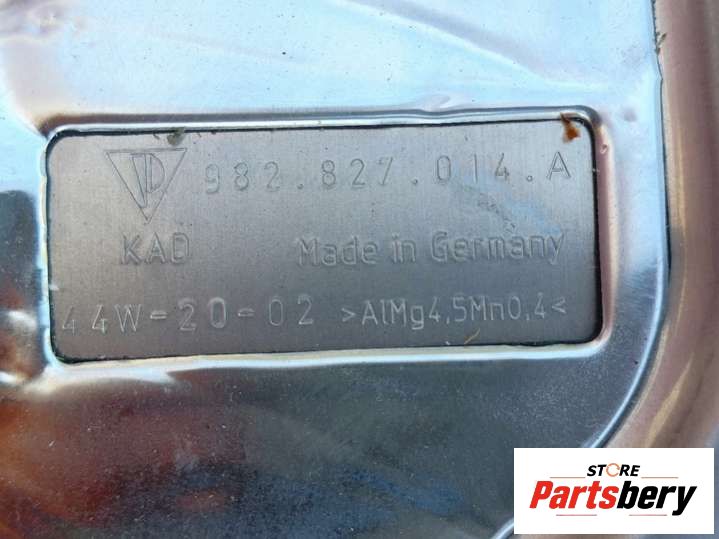 982.827.014.A
KAD Made in Germany
44W-20-02 >AlMg4,5Mn0,4<
STORE
Partsbery